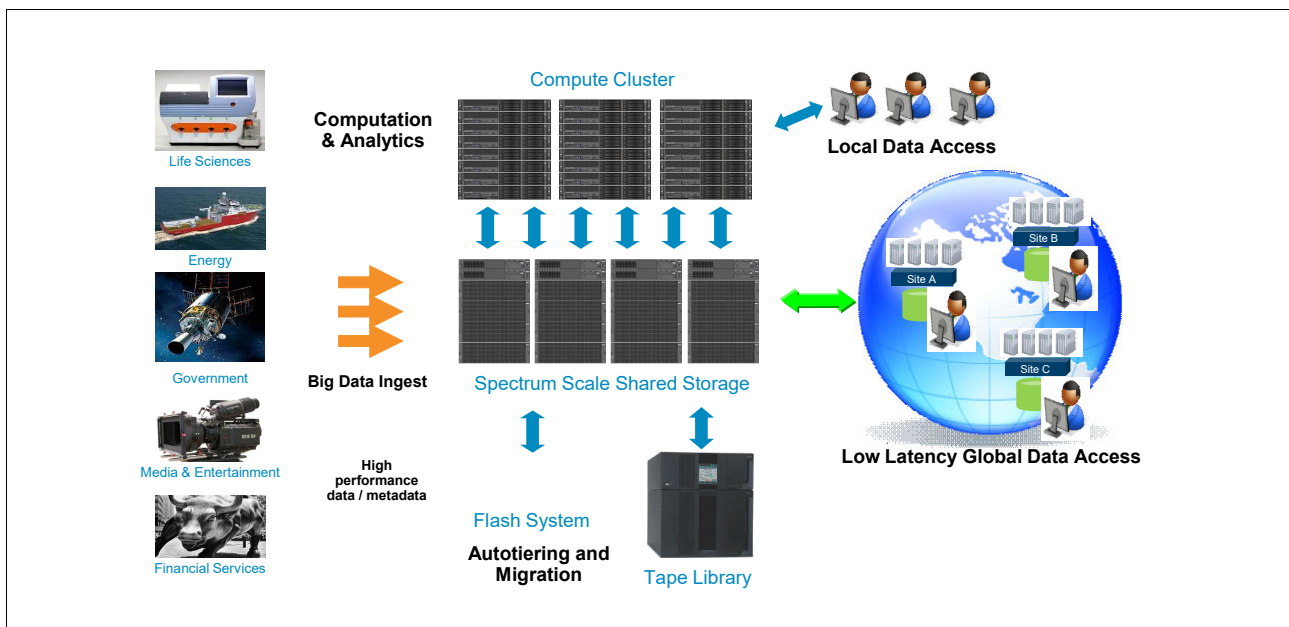 Life Sciences
Energy
Government
Media & Entertainment
Financial Services
Computation
& Analytics
Big Data Ingest
High
performance
data / metadata
Compute Cluster
Spectrum Scale Shared Storage
Flash System
Autotiering and
Migration
Tape Library
Local Data Access
Site B
Site A
Site C
Low Latency Global Data Access
RED